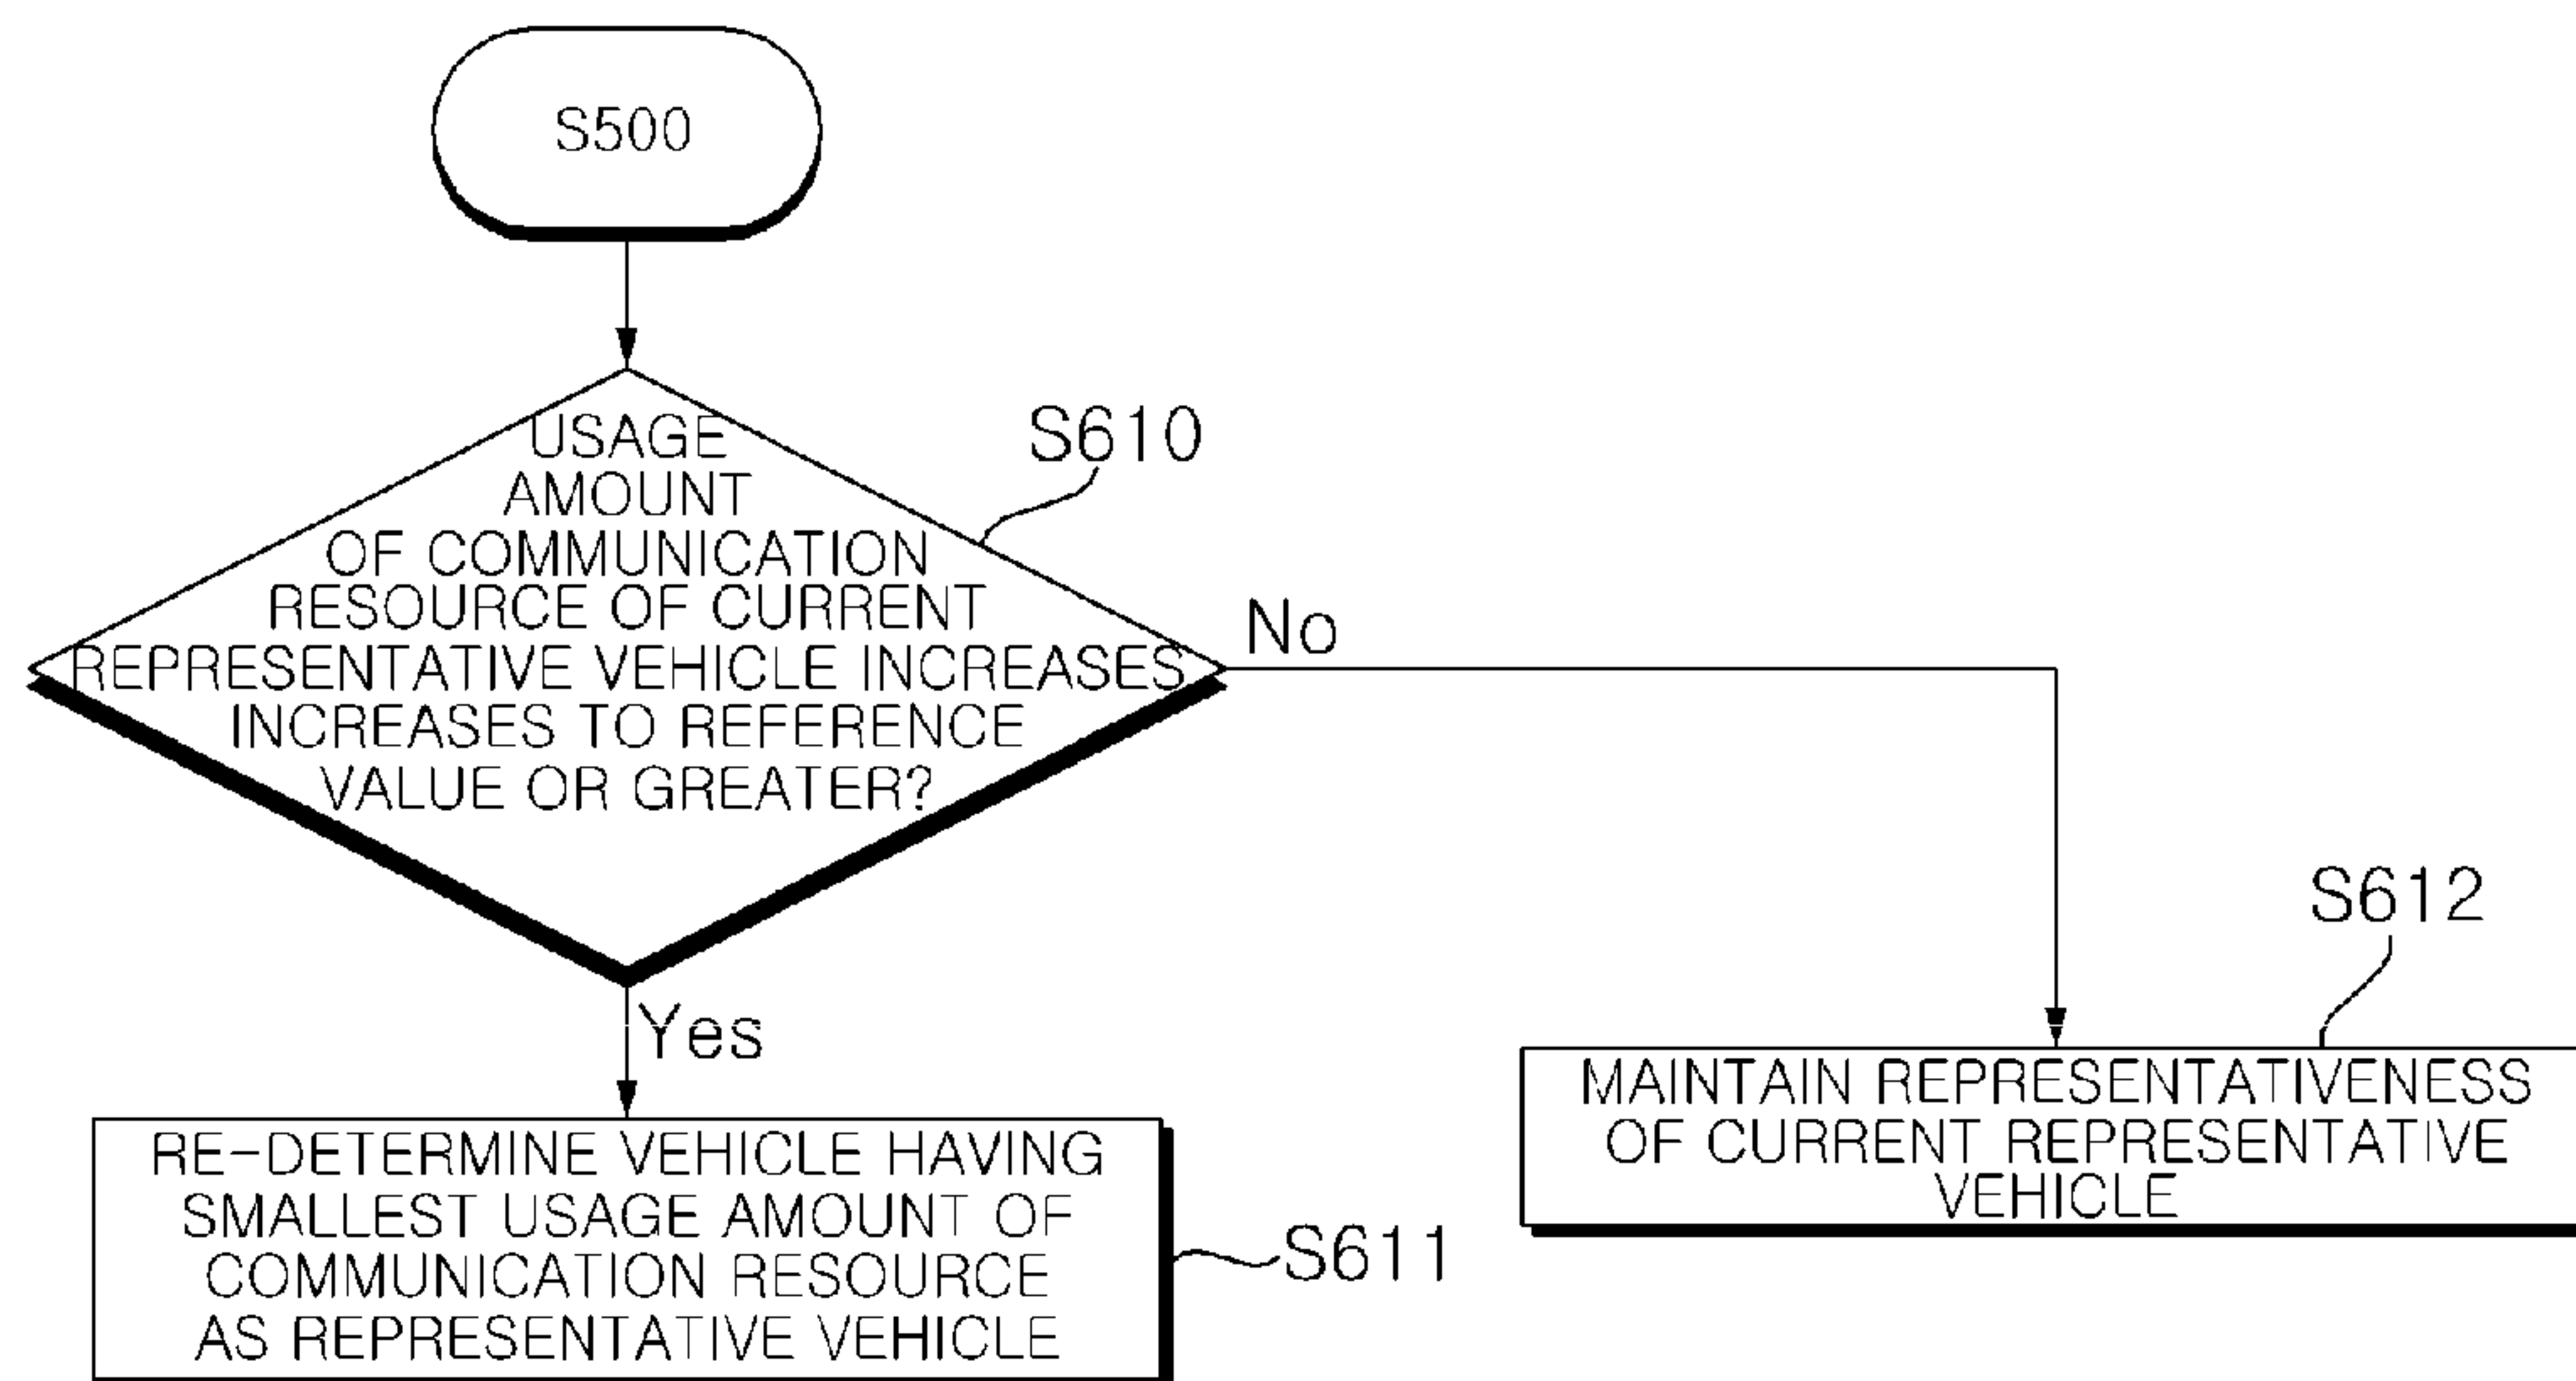 S500
S610
USAGE
AMOUNT
OF COMMUNICATION
RESOURCE OF CURRENT
REPRESENTATIVE VEHICLE INCREASES
INCREASES TO REFERENCE
VALUE OR GREATER?
No
Yes
S612
MAINTAIN REPRESENTATIVENESS
OF CURRENT REPRESENTATIVE
VEHICLE
RE-DETERMINE VEHICLE HAVING
SMALLEST USAGE AMOUNT OF
COMMUNICATION RESOURCE
AS REPRESENTATIVE VEHICLE
S611